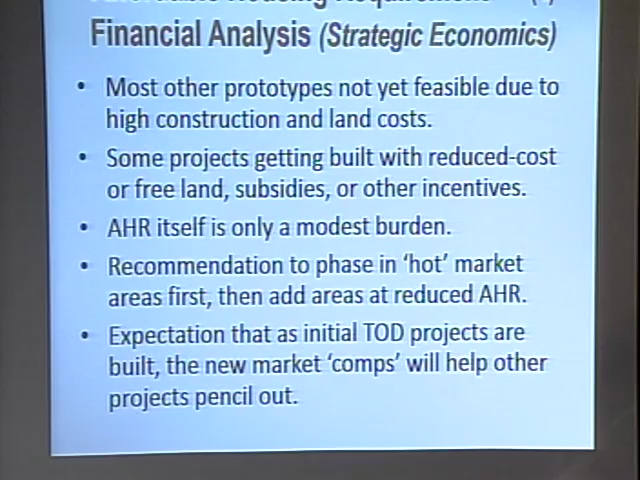 Financial Analysis (Strategic Economics)
• Most other prototypes not yet feasible due to
high construction and land costs.
• Some projects getting built with reduced-cost
or free land, subsidies, or other incentives.
• AHR itself is only a modest burden.
• Recommendation to phase in ‘hot’ market
areas first, then add areas at reduced AHR.
• Expectation that as initial TOD projects are
built, the new market ‘comps’ will help other
projects pencil out.